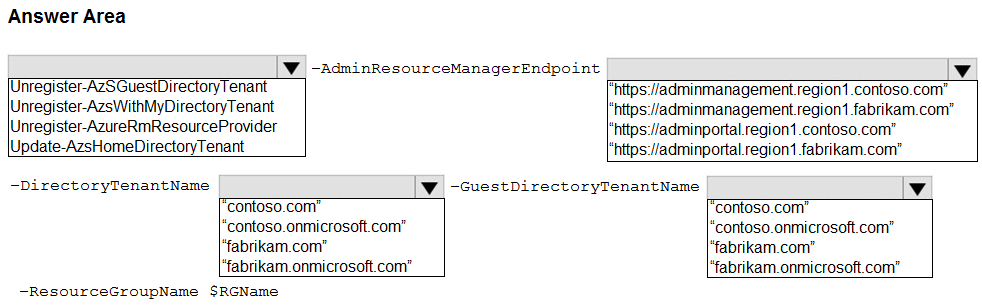 Answer Area
–AdminResourceManagerEndpoint
Unregister-AzSGuestDirectoryTenant
Unregister-AzsWithMyDirectoryTenant
Unregister-AzureRmResourceProvider
Update-AzsHomeDirectoryTenant
“https://adminmanagement.region1.contoso.com”
“https://adminmanagement.region1.fabrikam.com”
“https://adminportal.region1.contoso.com”
“https://adminportal.region1.fabrikam.com”
–DirectoryTenantName
“contoso.com”
“contoso.onmicrosoft.com”
“fabrikam.com”
“fabrikam.onmicrosoft.com”
–GuestDirectoryTenantName
“contoso.com”
“contoso.onmicrosoft.com”
“fabrikam.com”
“fabrikam.onmicrosoft.com”
–ResourceGroupName $RGName